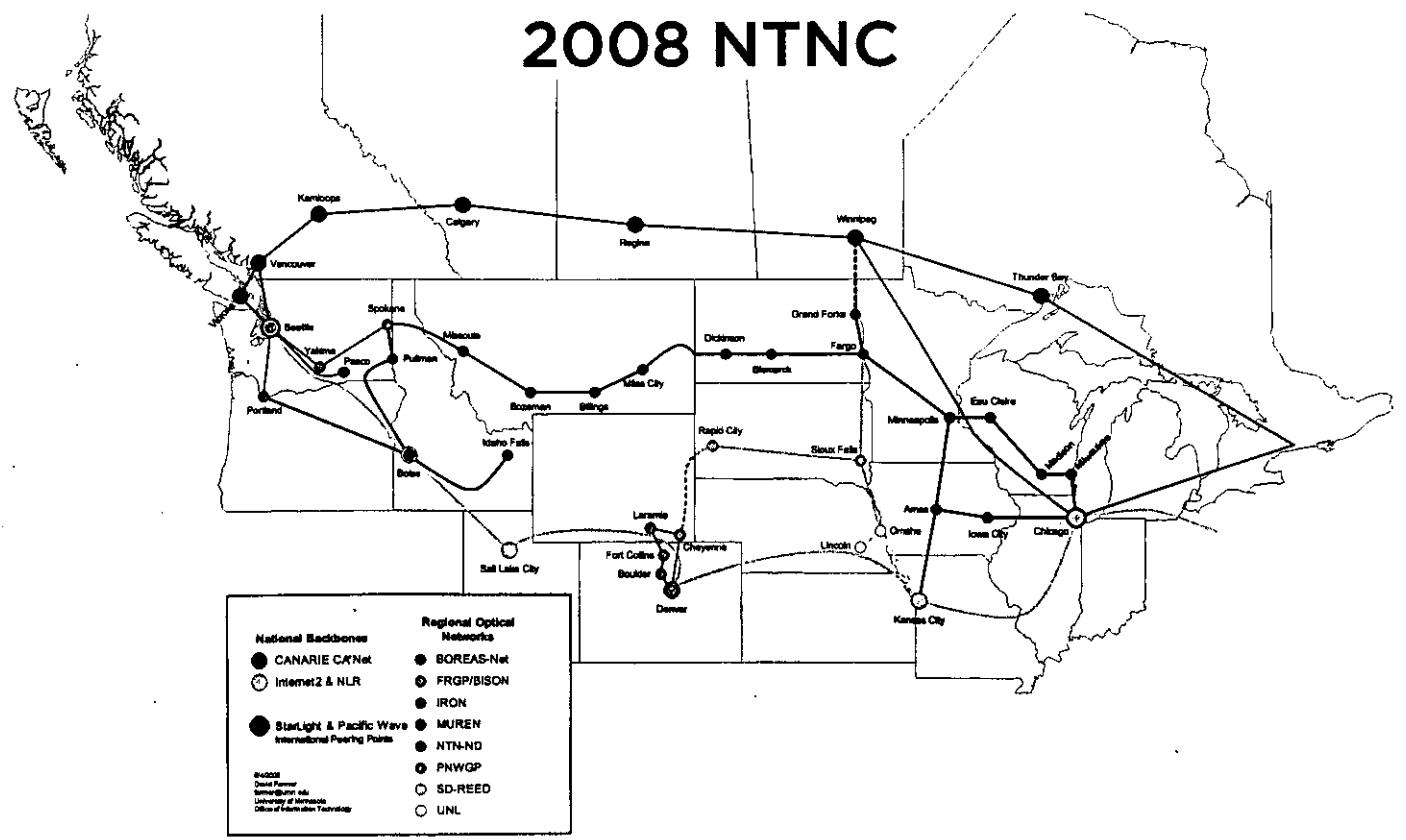 2008 NTNC
Kamloops
Calgary
Regina
Winnipeg
Vancouver
Thunder Bay
Seattle
Spokane
Grand Forks
Missoula
Dickinson
Fargo
Yakima
Pasco
Pullman
Bismarck
Miles City
Portland
Bozeman
Billings
Minneapolis
Eau Claire
Rapid City
Idaho Falls
Boise
Sioux Falls
Madison
Milwaukee
Laramie
Ames
Iowa City
Chicago
Omaha
Cheyenne
Lincoln
Fort Collins
Salt Lake City
Boulder
Denver
Kansas City
National Backbones
CANARIE CA*Net
Internet2 & NLR
StarLight & Pacific Wave
International Peering Points
Regional Optical
Networks
BOREAS-Net
FRGP/BISON
IRON
MUREN
NTN-ND
PNWGP
SD-REED
UNL
David Farmer
University of Minnesota
Office of Information Technology